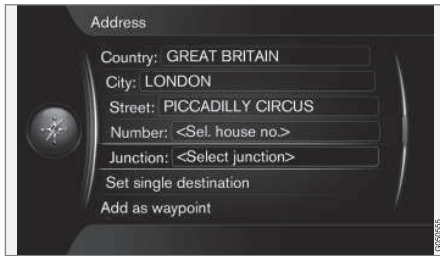 Address
Country: GREAT BRITAIN
City: LONDON
Street: PICCADILLY CIRCUS
Number: <Sel. house no.>
Junction: <Select junction>
Set single destination
Add as waypoint
G050555